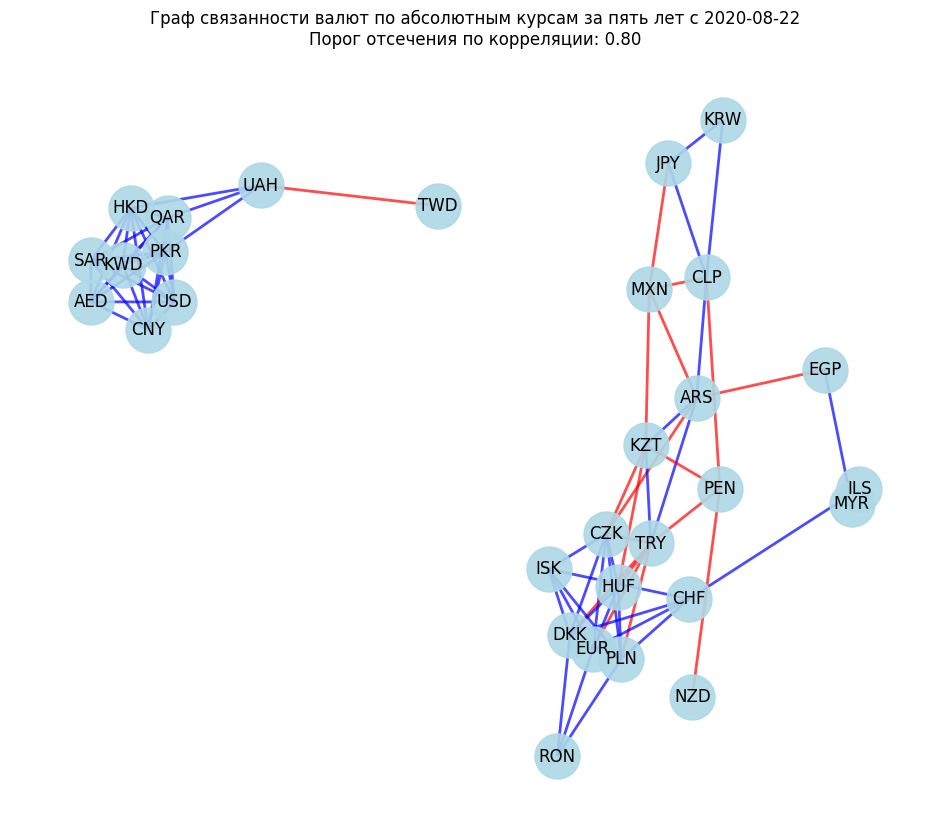 Граф связанности валют по абсолютным курсам за пять лет с 2020-08-22
Порог отсечения по корреляции: 0.80
KRW
JPY
UAH
HKD
TWD
QAR
PKR
SAR
KWD
CLP
MXN
AED
USD
CNY
EGP
ARS
KZT
PEN
ILS
MYR
CZK
TRY
ISK
HUF
CHF
DKK
EUR
PLN
NZD
RON